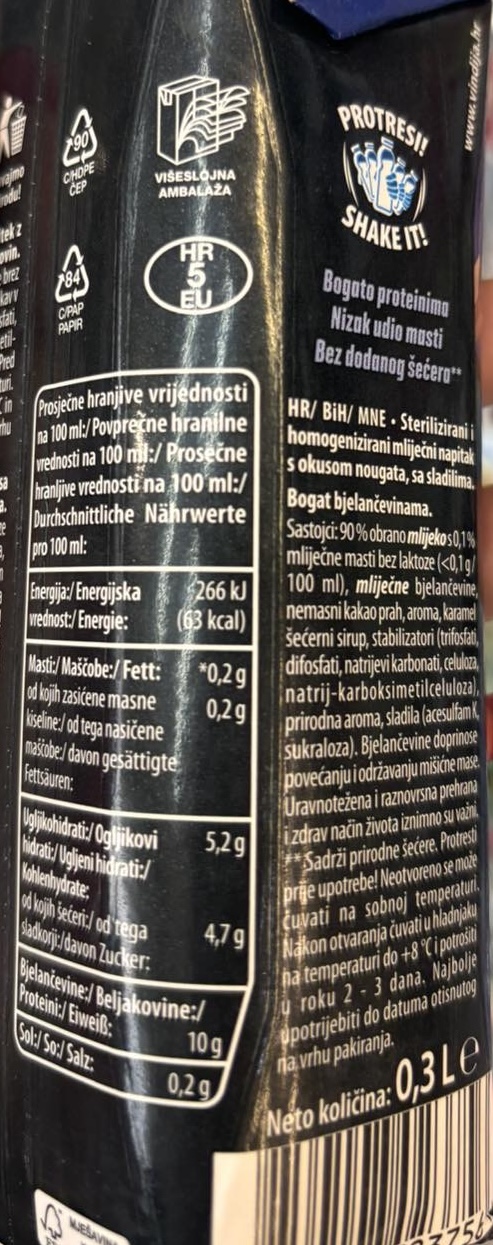 90
C/HDPE
ČEP
84
C/PAP
PAPIR
VIŠESLOJNA
AMBALAŽA
HR
5
EU
Prosječne hranjive vrijednosti
na 100 ml:/ Povprečne hranilne
vrednosti na 100 ml:/ Prosečne
hranljive vrednosti na 100 ml:/
Durchschnittliche Nährwerte
pro 100 ml:
Energija:/ Energijska 266 kJ
vrednost:/ Energie: (63 kcal)
Masti:/ Maščobe:/ Fett: *0,2 g
od kojih zasićene masne 0,2 g
kiseline:/ od tega nasičene
maščobe:/ davon gesättigte
Fettsäuren:
Ugljikohidrati:/ Ogljikovi 5,2 g
hidrati:/ Ugljeni hidrati:/
Kohlenhydrate:
od kojih šećeri:/ od tega 4,7 g
sladkorji:/davon Zucker:
Bjelančevine:/ Beljakovine:/
Proteini:/ Eiweiß: 10 g
Sol:/ So:/ Salz: 0,2 g
MJEŠAVINA
www.vindija.hr
PROTRESI!
SHAKE IT!
Bogato proteinima
Nizak udio masti
Bez dodanog šećera**
HR/ BiH/ MNE • Sterilizirani i
homogenizirani mliječni napitak
s okusom nougata, sa sladilima.
Bogat bjelančevinama.
Sastojci: 90 % obrano mlijeko s 0,1 %
mliječne masti bez laktoze (<0,1 g/
100 ml), mliječne bjelančevine,
nemasni kakao prah, aroma, karamel
šećerni sirup, stabilizatori (trifosfati,
difosfati, natrijevi karbonati, celuloza,
natrij-karboksimetilceluloza),
prirodna aroma, sladila (acesulfam K,
sukraloza). Bjelančevine doprinose
povećanju i održavanju mišićne mase.
Uravnotežena i raznovrsna prehrana
i zdrav način života iznimno su važni.
** Sadrži prirodne šećere. Protresti
prije upotrebe! Neotvoreno se može
čuvati na sobnoj temperaturi.
Nakon otvaranja čuvati u hladnjaku
na temperaturi do +8 °C i potrošiti
u roku 2 - 3 dana. Najbolje
upotrijebiti do datuma otisnutog
na vrhu pakiranja.
Neto količina: 0,3 L e